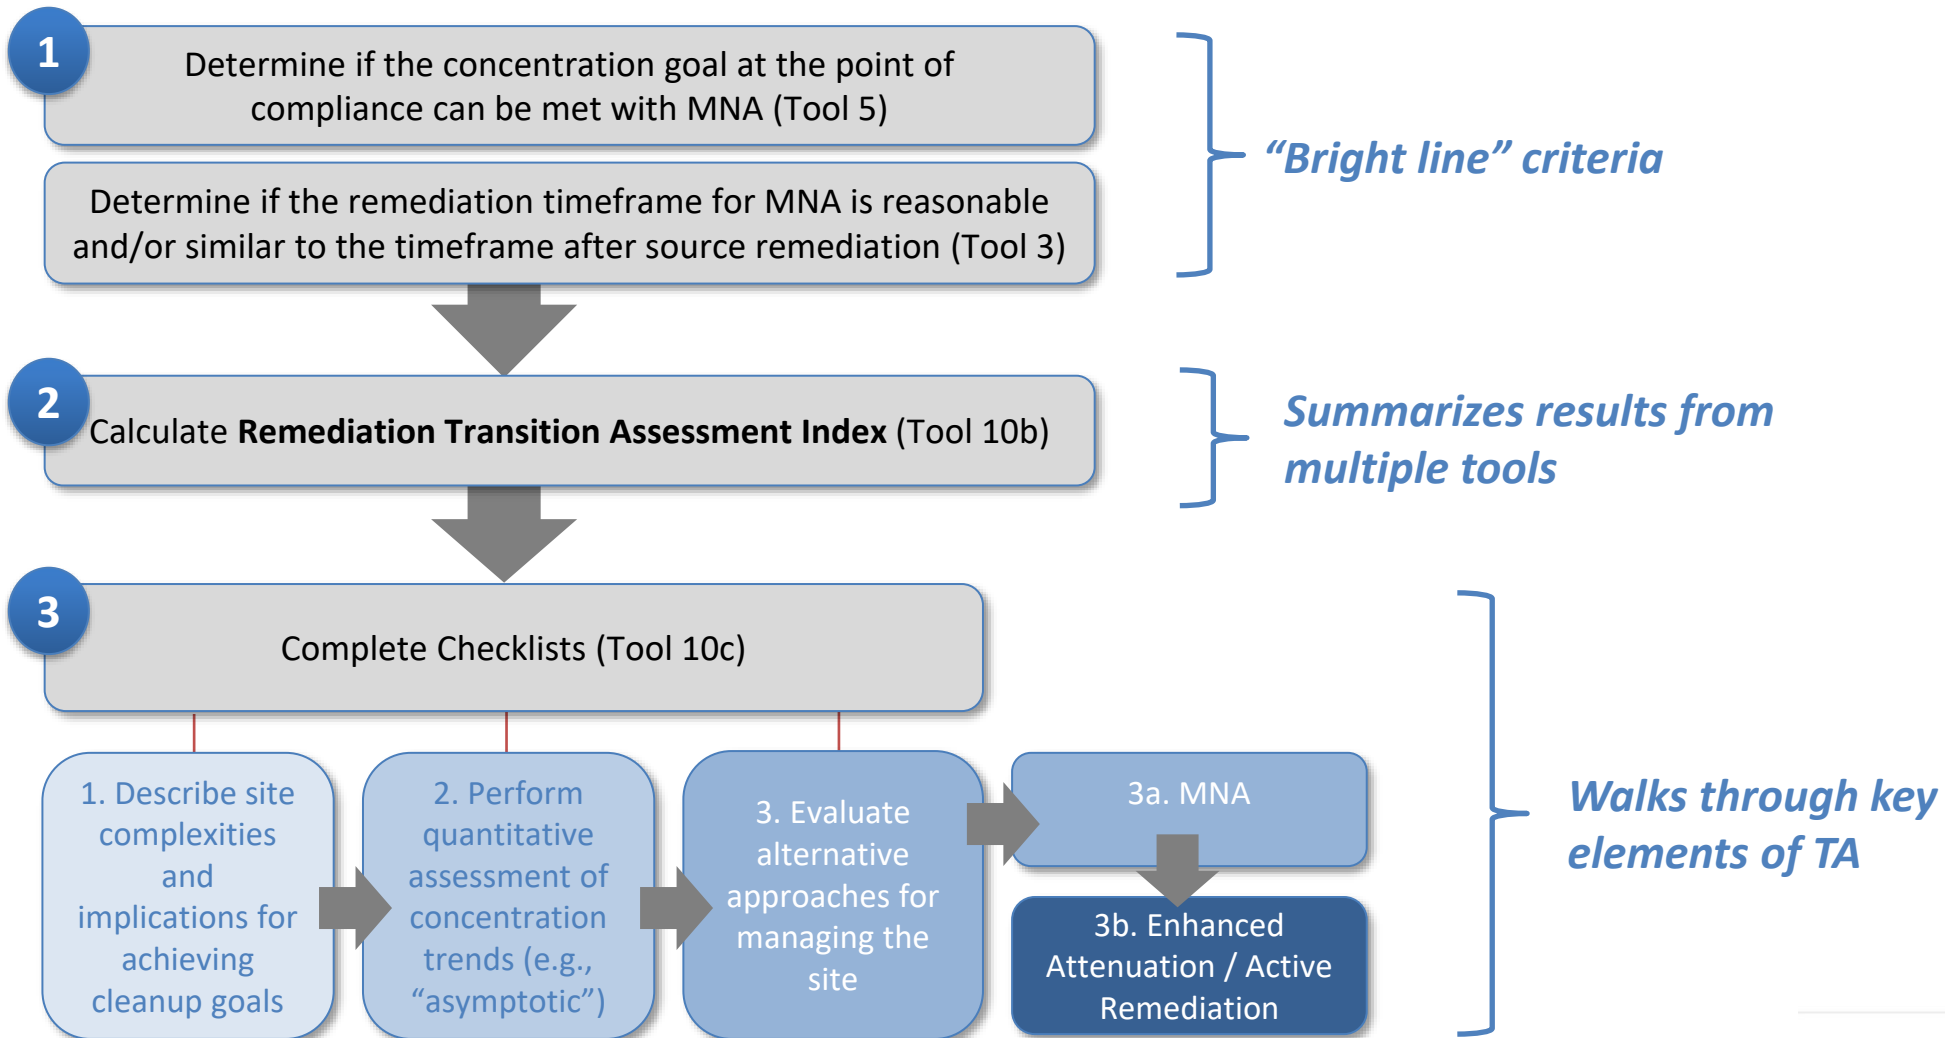 1
Determine if the concentration goal at the point of
compliance can be met with MNA (Tool 5)
Determine if the remediation timeframe for MNA is reasonable
and/or similar to the timeframe after source remediation (Tool 3)
“Bright line” criteria
2
Calculate Remediation Transition Assessment Index (Tool 10b)
Summarizes results from
multiple tools
3
Complete Checklists (Tool 10c)
1. Describe site
complexities
and
implications for
achieving
cleanup goals
2. Perform
quantitative
assessment of
concentration
trends (e.g.,
“asymptotic”)
3. Evaluate
alternative
approaches for
managing the
site
3a. MNA
3b. Enhanced
Attenuation / Active
Remediation
Walks through key
elements of TA